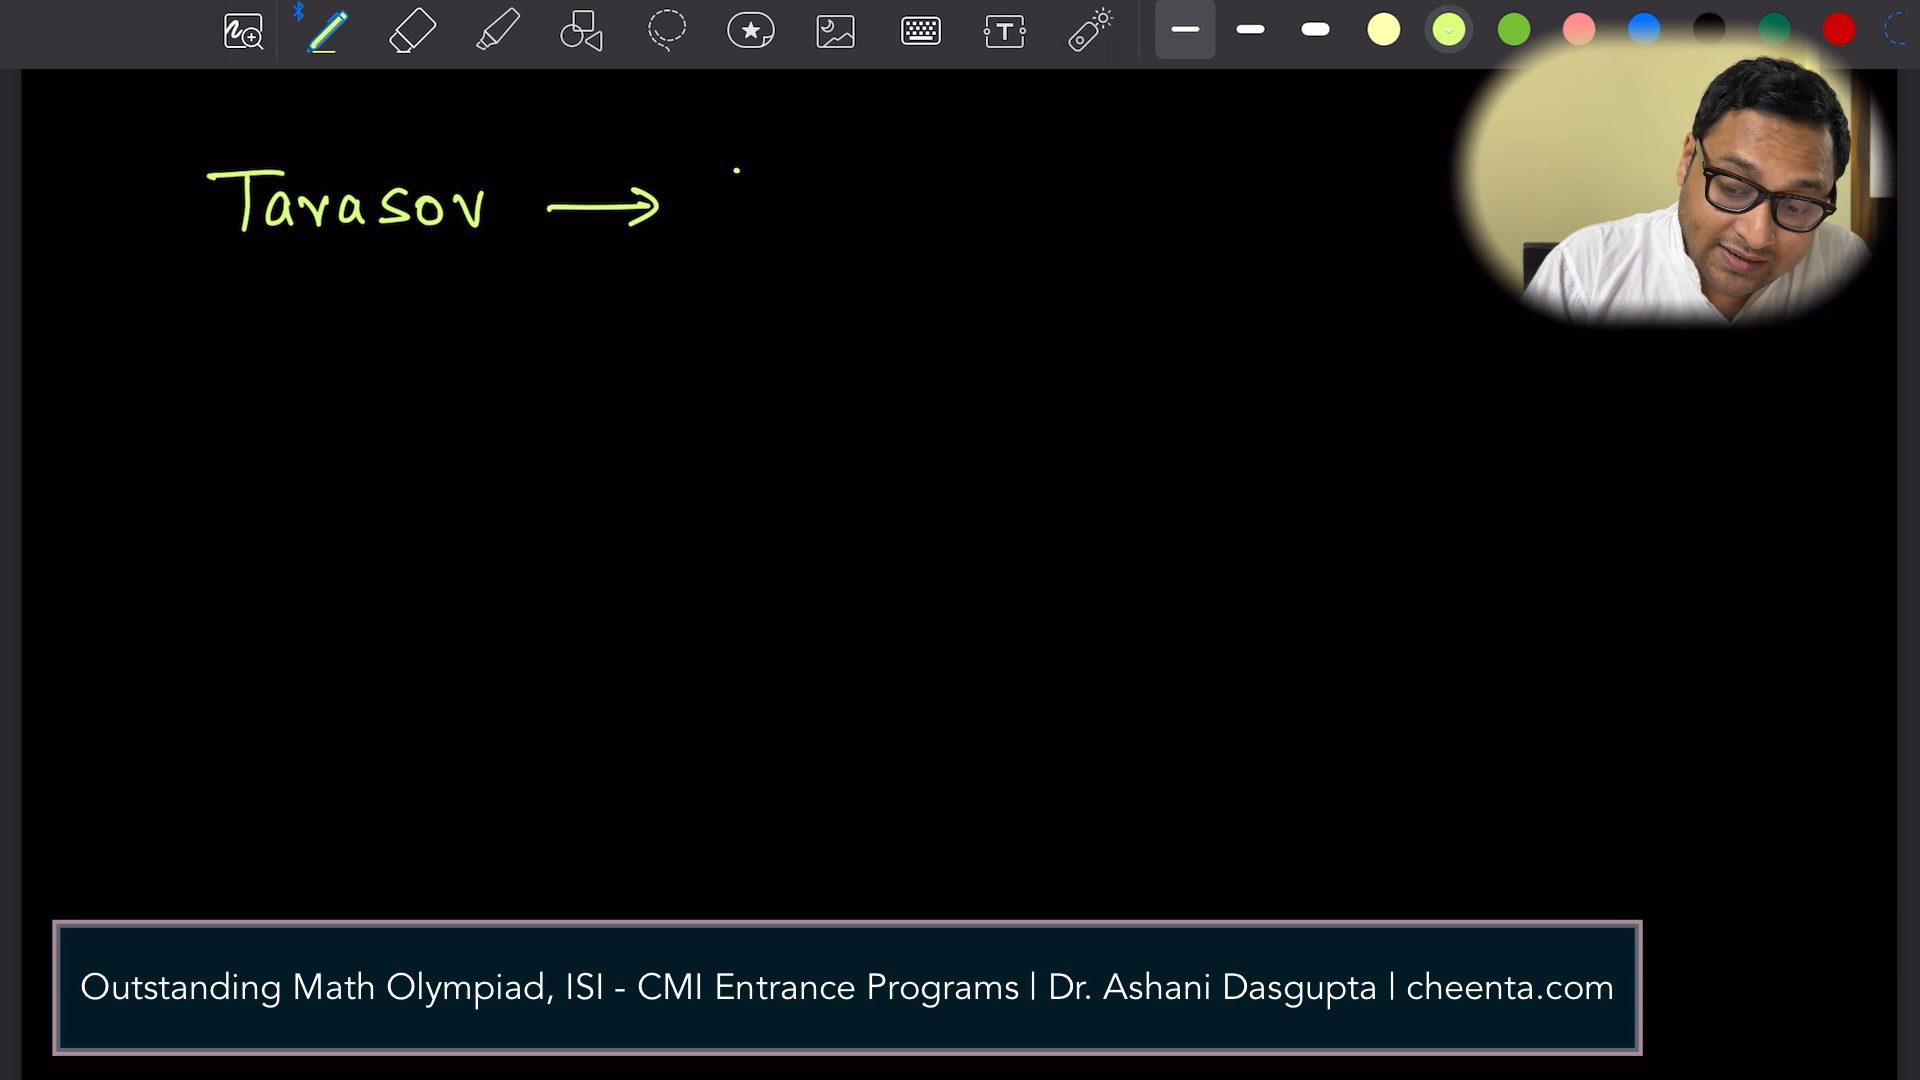 Tarasov →
Outstanding Math Olympiad, ISI - CMI Entrance Programs | Dr. Ashani Dasgupta | cheenta.com